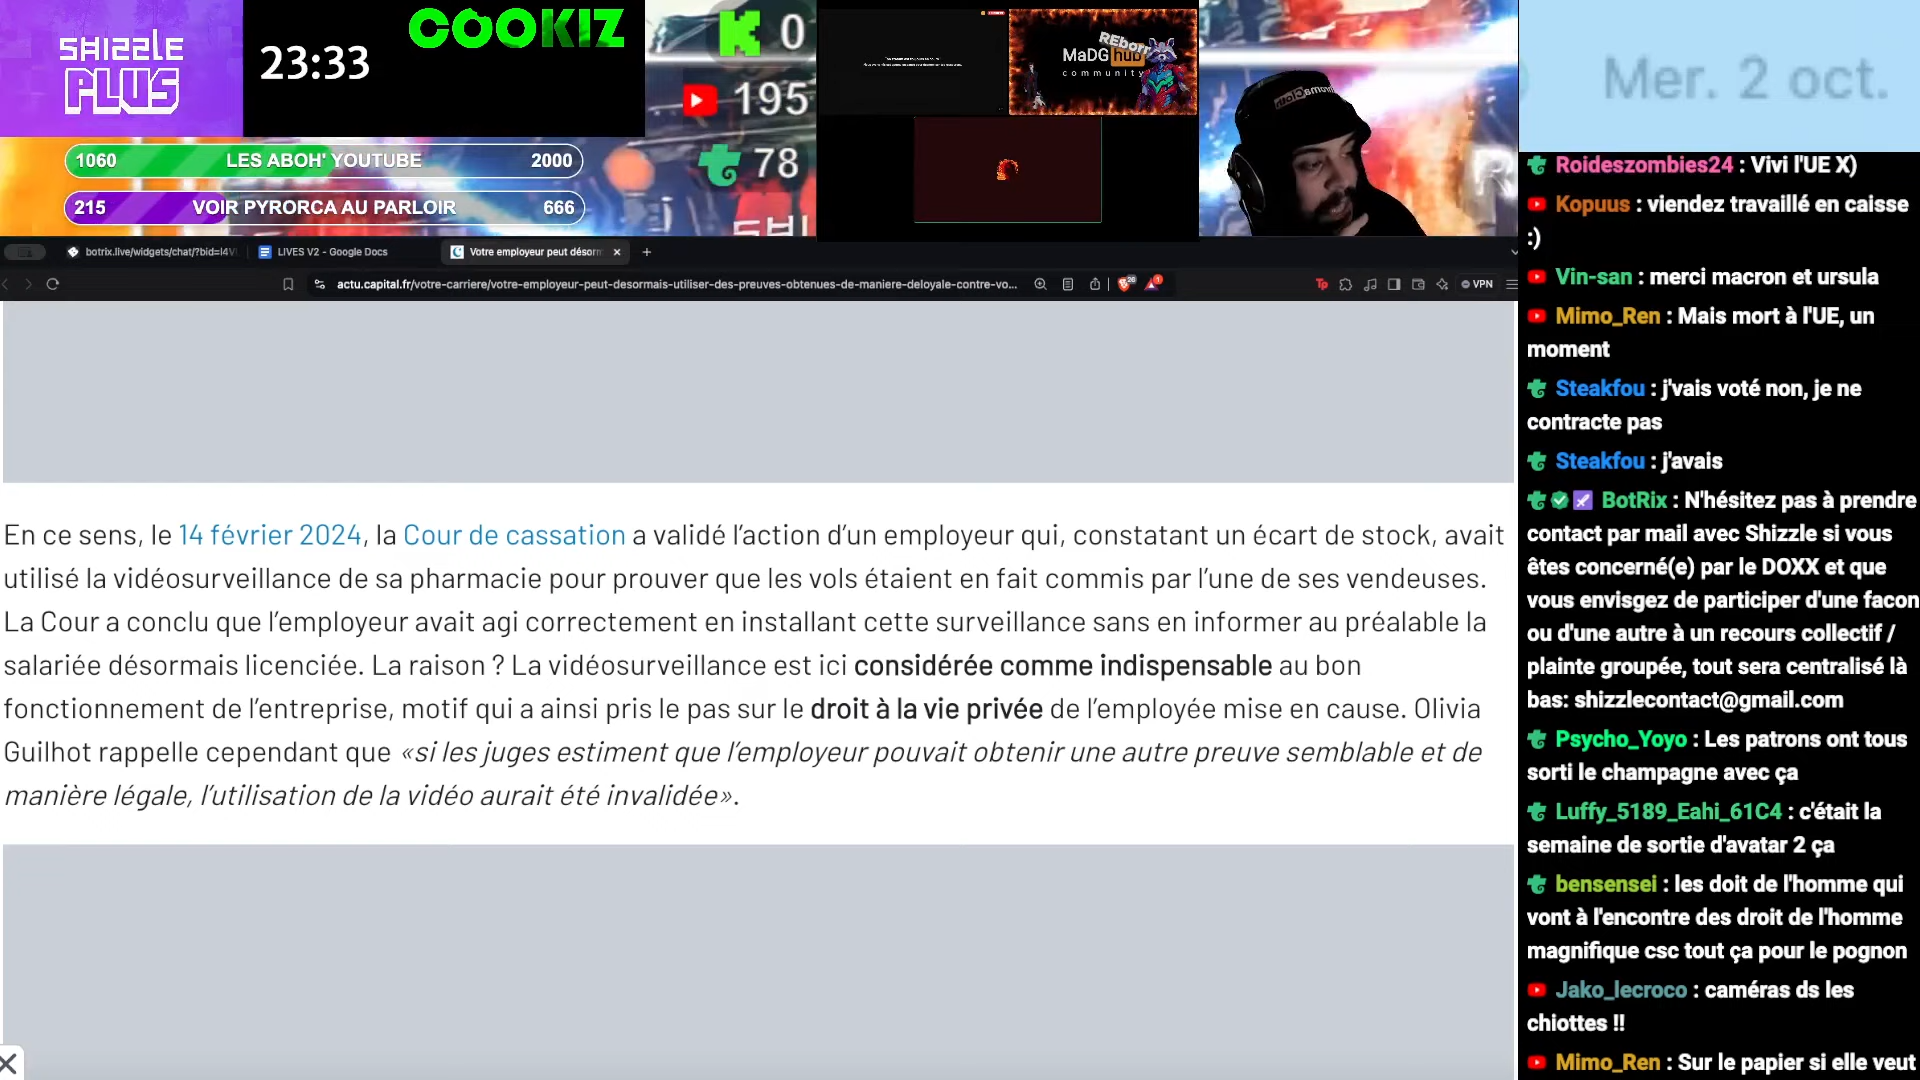 SHIZZLE
PLUS
23:33
COOKIZ
0
195
78
MaDG hub
REborn
community
1060 LES ABOH' YOUTUBE 2000
215 VOIR PYRORCA AU PARLOIR 666
Mer. 2 oct.
botrix.live/widgets/chat/?bid=I4V
LIVES V2 - Google Docs
Votre employeur peut désorm
actu.capital.fr/votre-carriere/votre-employeur-peut-desormais-utiliser-des-preuves-obtenues-de-maniere-deloyale-contre-vo...
VPN
En ce sens, le 14 février 2024, la Cour de cassation a validé l’action d’un employeur qui, constatant un écart de stock, avait
utilisé la vidéosurveillance de sa pharmacie pour prouver que les vols étaient en fait commis par l’une de ses vendeuses.
La Cour a conclu que l’employeur avait agi correctement en installant cette surveillance sans en informer au préalable la
salariée désormais licenciée. La raison ? La vidéosurveillance est ici considérée comme indispensable au bon
fonctionnement de l’entreprise, motif qui a ainsi pris le pas sur le droit à la vie privée de l’employée mise en cause. Olivia
Guilhot rappelle cependant que «si les juges estiment que l’employeur pouvait obtenir une autre preuve semblable et de
manière légale, l’utilisation de la vidéo aurait été invalidée».
Roideszombies24 : Vivi l'UE X)
Kopuus : viendez travaillé en caisse
:)
Vin-san : merci macron et ursula
Mimo_Ren : Mais mort à l'UE, un
moment
Steakfou : j'vais voté non, je ne
contracte pas
Steakfou : j'avais
BotRix : N'hésitez pas à prendre
contact par mail avec Shizzle si vous
êtes concerné(e) par le DOXX et que
vous envisgez de participer d'une facon
ou d'une autre à un recours collectif /
plainte groupée, tout sera centralisé là
bas: shizzlecontact@gmail.com
Psycho_Yoyo : Les patrons ont tous
sorti le champagne avec ça
Luffy_5189_Eahi_61C4 : c'était la
semaine de sortie d'avatar 2 ça
bensensei : les doit de l'homme qui
vont à l'encontre des droit de l'homme
magnifique csc tout ça pour le pognon
Jako_lecroco : caméras ds les
chiottes !!
Mimo_Ren : Sur le papier si elle veut